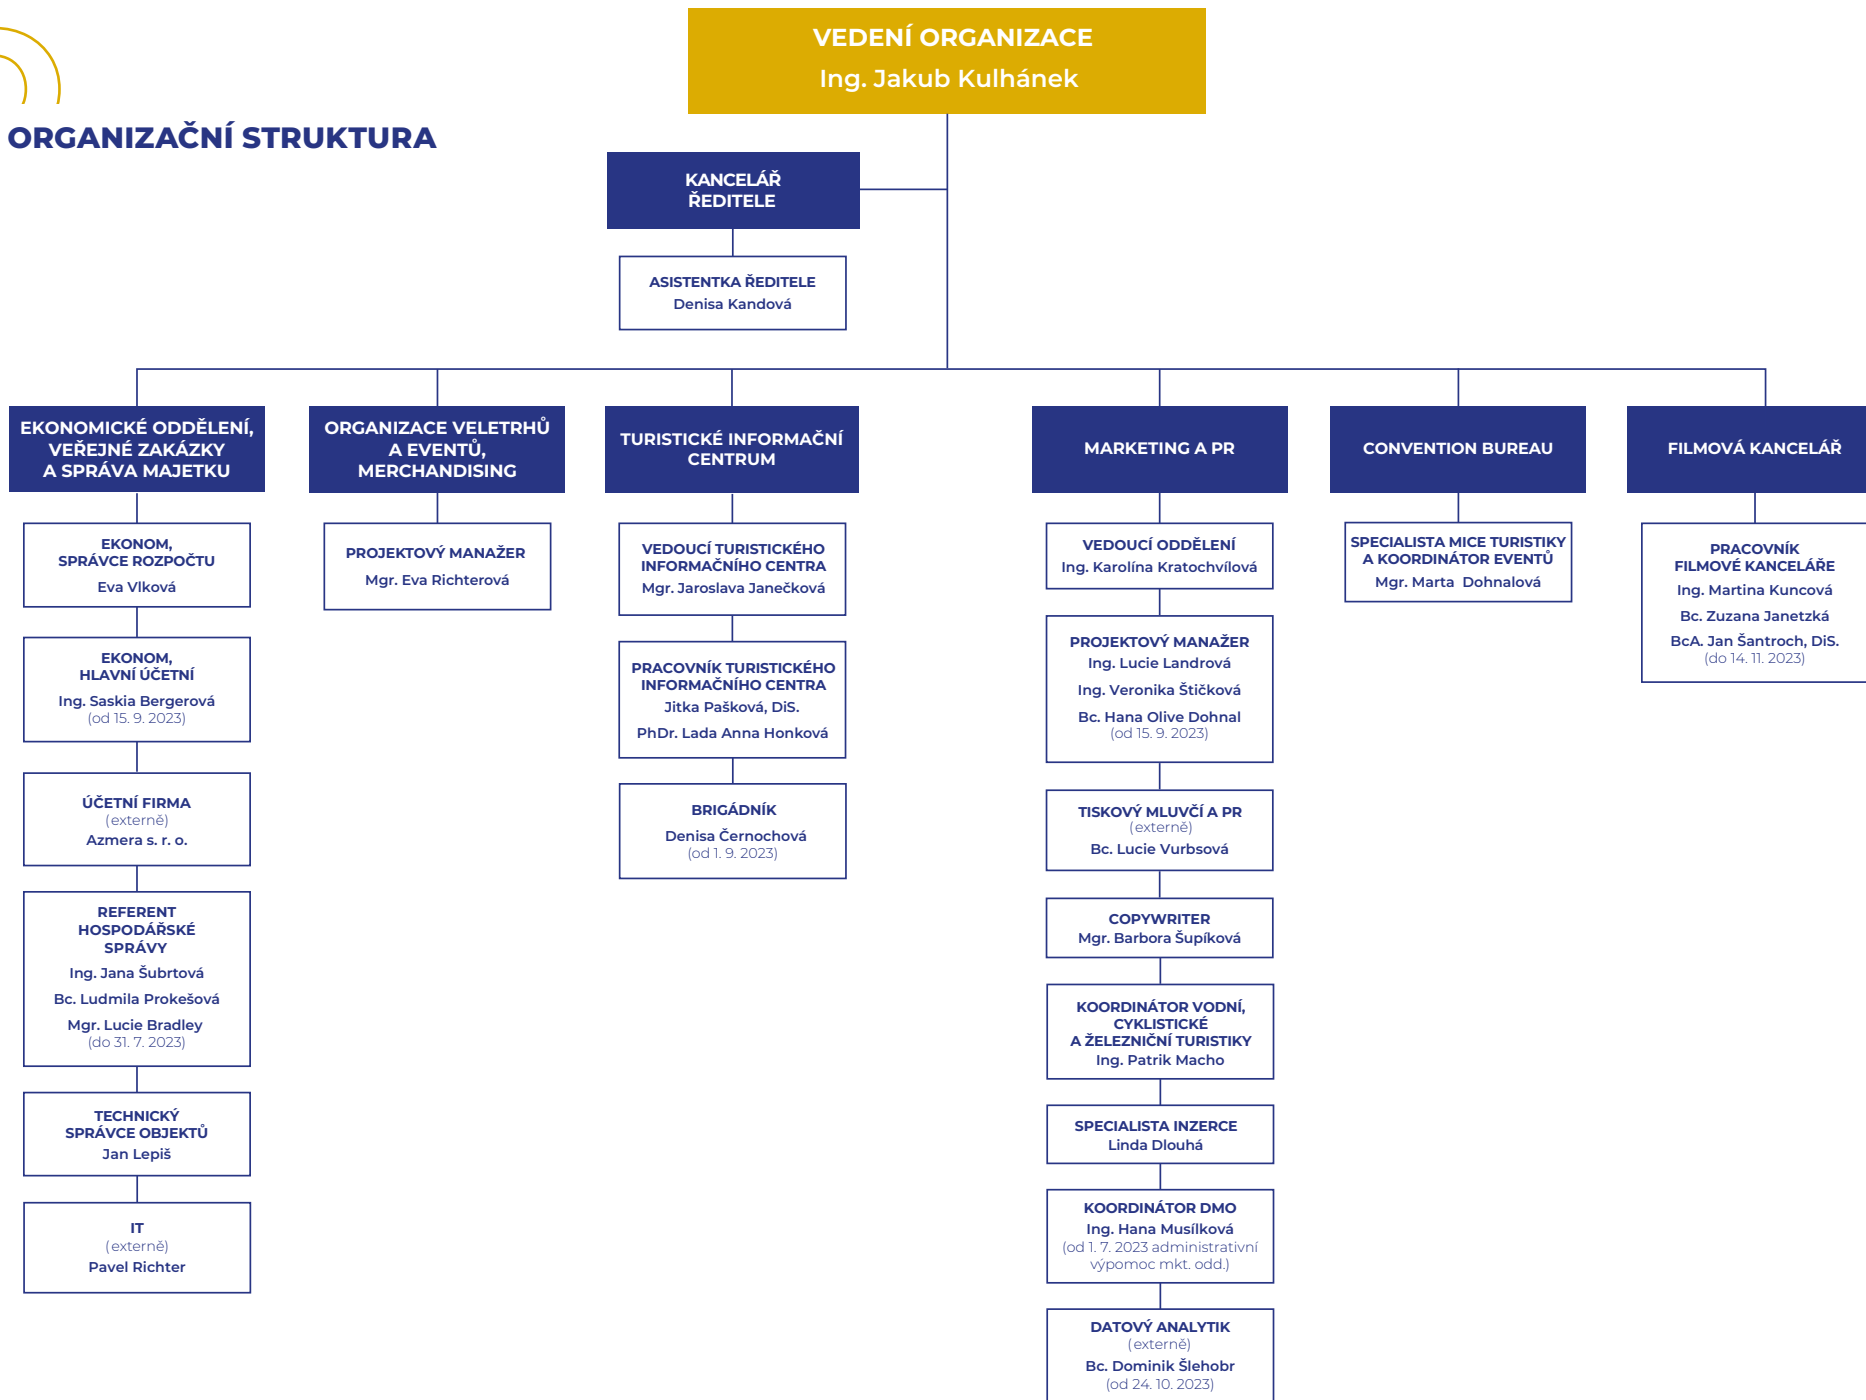 VEDENÍ ORGANIZACE
Ing. Jakub Kulhánek
ORGANIZAČNÍ STRUKTURA
KANCELÁŘ
ŘEDITELE
ASISTENTKA ŘEDITELE
Denisa Kandová
EKONOMICKÉ ODDĚLENÍ,
VEŘEJNÉ ZAKÁZKY
A SPRÁVA MAJETKU
EKONOM,
SPRÁVCE ROZPOČTU
Eva Vlková
EKONOM,
HLAVNÍ ÚČETNÍ
Ing. Saskia Bergerová
(od 15. 9. 2023)
ÚČETNÍ FIRMA
(externě)
Azmera s. r. o.
REFERENT
HOSPODÁŘSKÉ
SPRÁVY
Ing. Jana Šubrtová
Bc. Ludmila Prokešová
Mgr. Lucie Bradley
(do 31. 7. 2023)
TECHNICKÝ
SPRÁVCE OBJEKTŮ
Jan Lepiš
IT
(externě)
Pavel Richter
ORGANIZACE VELETRHŮ
A EVENTŮ,
MERCHANDISING
PROJEKTOVÝ MANAŽER
Mgr. Eva Richterová
TURISTICKÉ INFORMAČNÍ
CENTRUM
VEDOUCÍ TURISTICKÉHO
INFORMAČNÍHO CENTRA
Mgr. Jaroslava Janečková
PRACOVNÍK TURISTICKÉHO
INFORMAČNÍHO CENTRA
Jitka Pašková, DiS.
PhDr. Lada Anna Honková
BRIGÁDNÍK
Denisa Černochová
(od 1. 9. 2023)
MARKETING A PR
VEDOUCÍ ODDĚLENÍ
Ing. Karolína Kratochvílová
PROJEKTOVÝ MANAŽER
Ing. Lucie Landrová
Ing. Veronika Štičková
Bc. Hana Olive Dohnal
(od 15. 9. 2023)
TISKOVÝ MLUVČÍ A PR
(externě)
Bc. Lucie Vurbsová
COPYWRITER
Mgr. Barbora Šupíková
KOORDINÁTOR VODNÍ,
CYKLISTICKÉ
A ŽELEZNIČNÍ TURISTIKY
Ing. Patrik Macho
SPECIALISTA INZERCE
Linda Dlouhá
KOORDINÁTOR DMO
Ing. Hana Musílková
(od 1. 7. 2023 administrativní
výpomoc mkt. odd.)
DATOVÝ ANALYTIK
(externě)
Bc. Dominik Šlehobr
(od 24. 10. 2023)
CONVENTION BUREAU
SPECIALISTA MICE TURISTIKY
A KOORDINÁTOR EVENTŮ
Mgr. Marta Dohnalová
FILMOVÁ KANCELÁŘ
PRACOVNÍK
FILMOVÉ KANCELÁŘE
Ing. Martina Kuncová
Bc. Zuzana Janetzká
BcA. Jan Šantroch, DiS.
(do 14. 11. 2023)